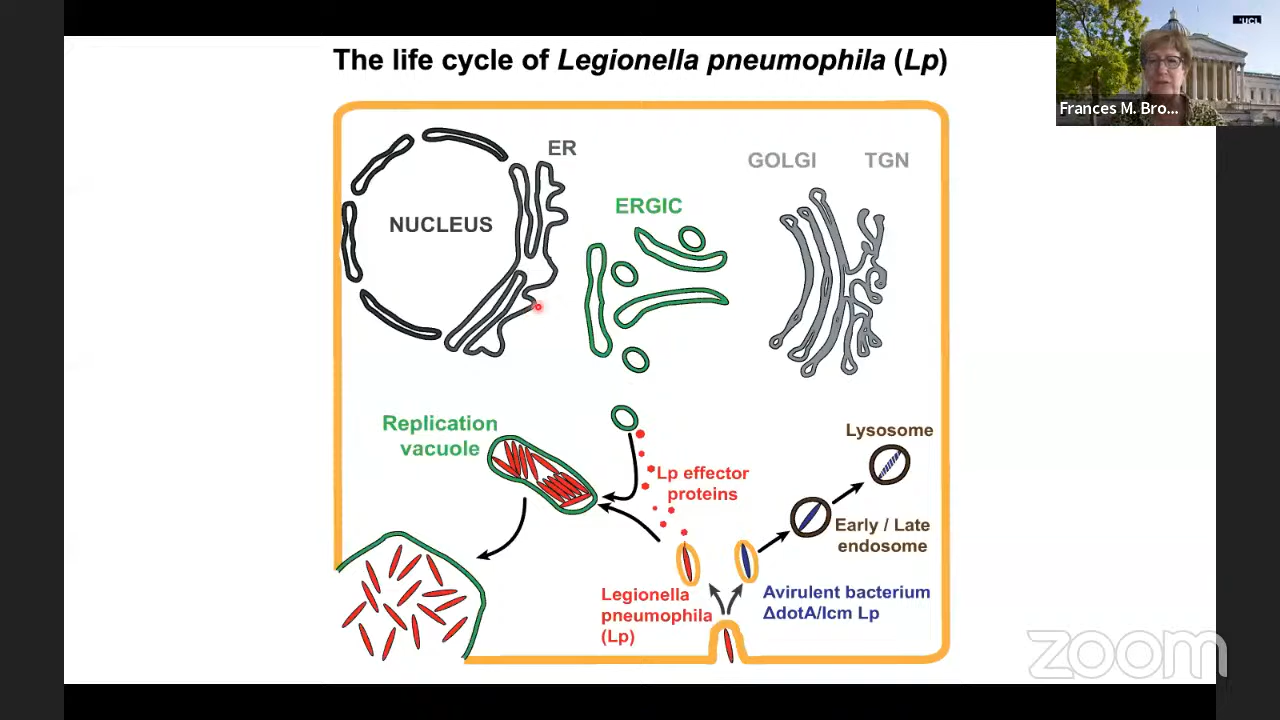 The life cycle of Legionella pneumophila (Lp)
UCL
Frances M. Bro...
ER
GOLGI TGN
NUCLEUS
ERGIC
Replication
vacuole
Lysosome
Lp effector
proteins
Early / Late
endosome
Legionella
pneumophila
(Lp)
Avirulent bacterium
ΔdotA/Icm Lp
zoom